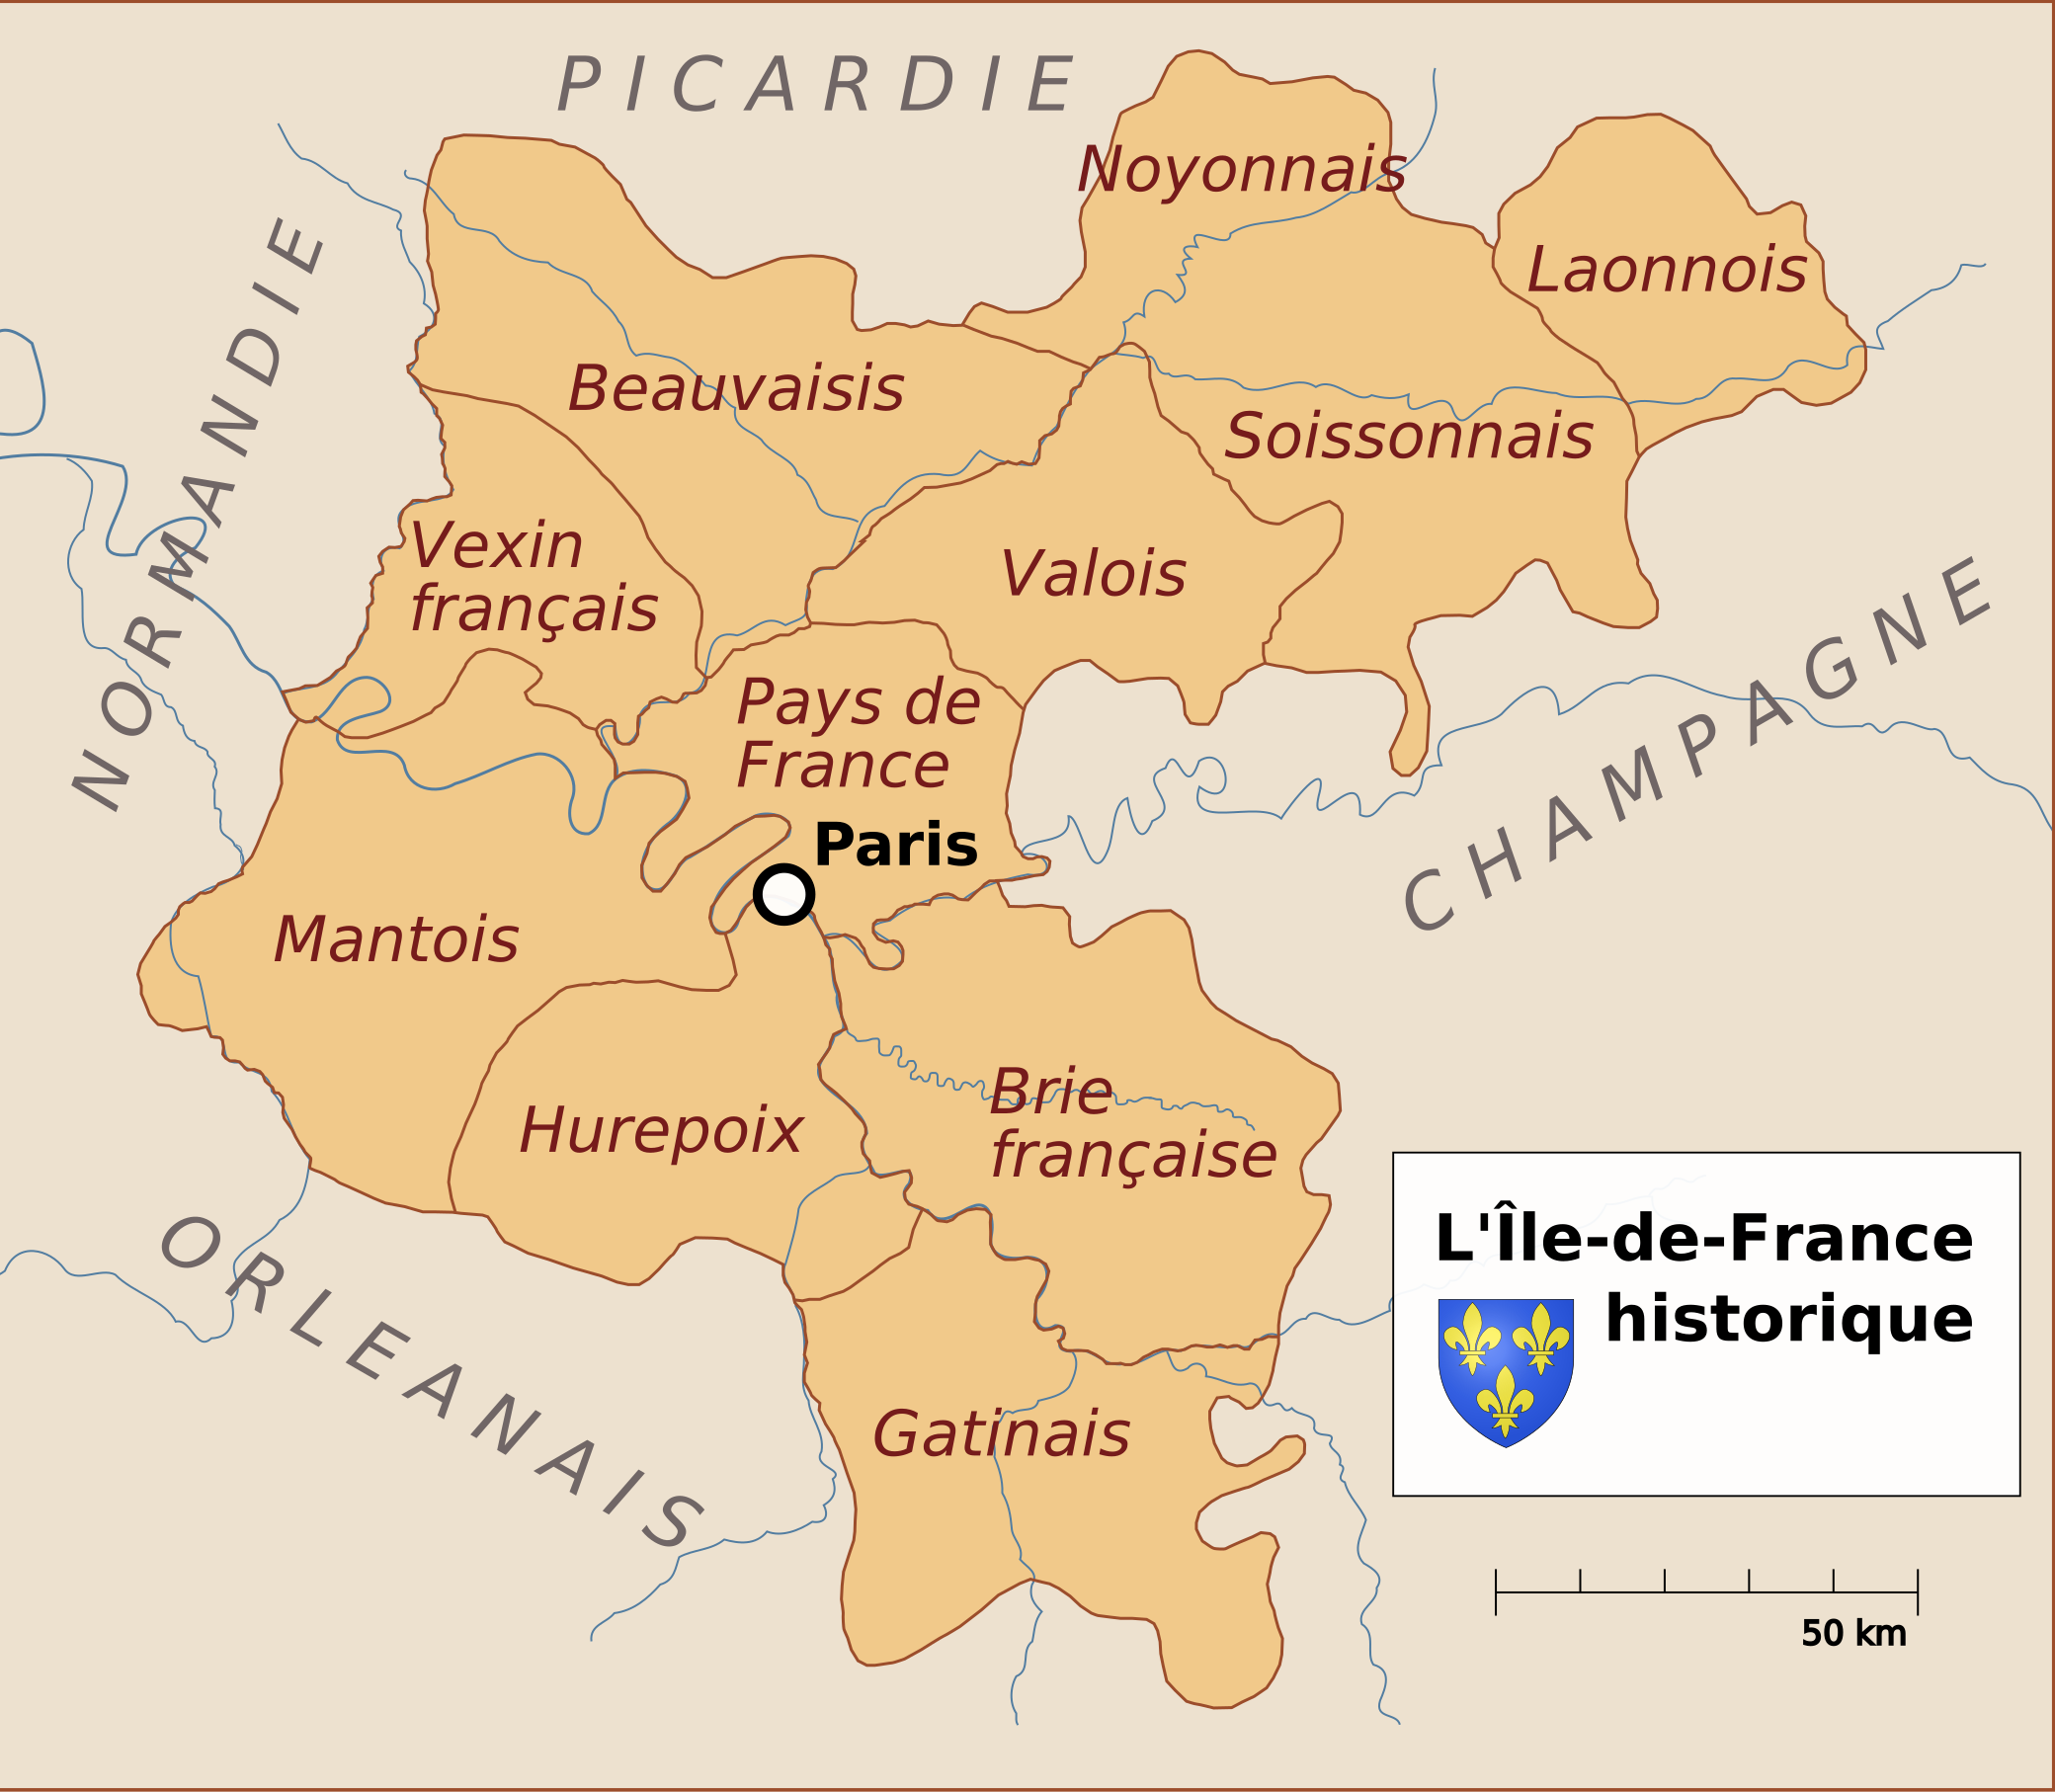 PICARDIE
Noyonnais
Laonnois
NORMANDIE
Beauvaisis
Soissonnais
Vexin
français
Valois
CHAMPAGNE
Pays de
France
Paris
Mantois
Brie
française
Hurepoix
ORLEANAIS
Gatinais
L'Île-de-France
historique
50 km